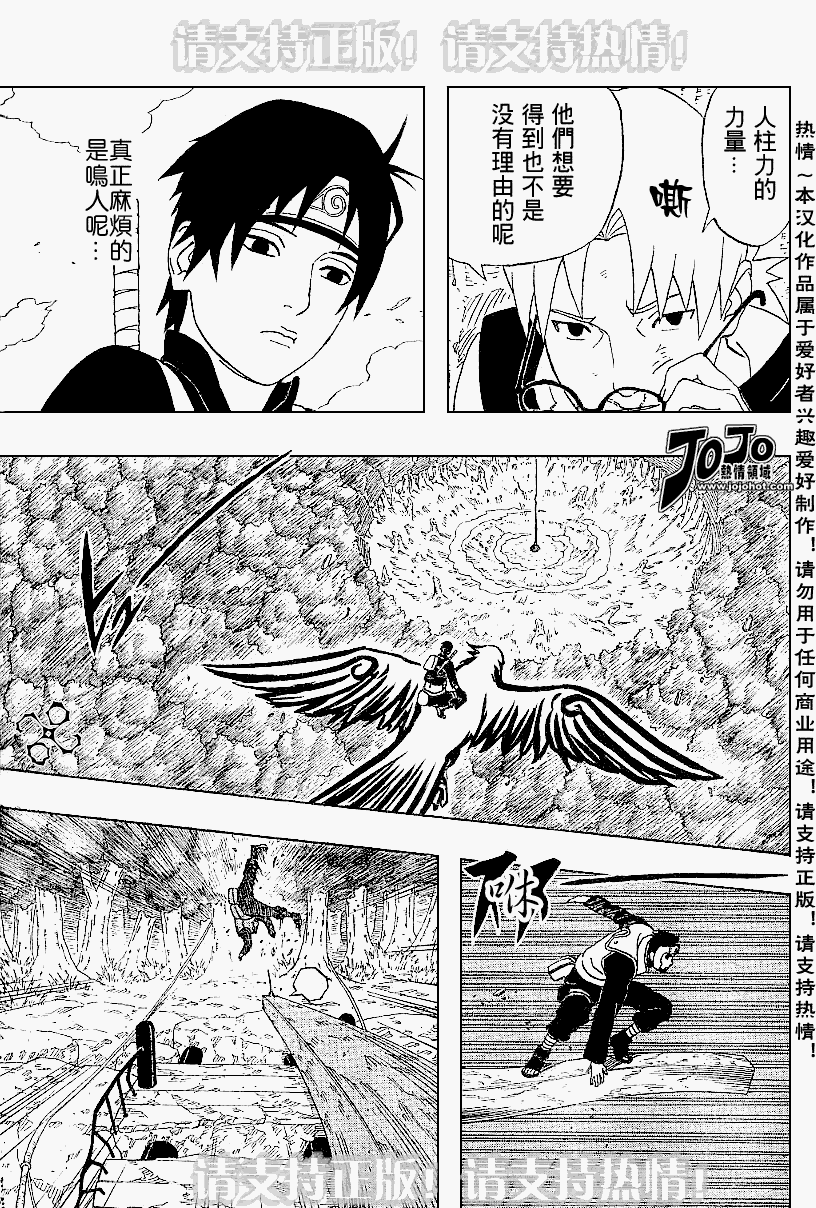 请支持正版! 请支持热情!
人柱力的
力量…
他們想要
得到也不是
沒有理由的呢
嘶
真正麻煩的
是鳴人呢…
JOJO
熱情領域
www.jojohot.com
咻
热情~本汉化作品属于爱好者兴趣爱好制作!请勿用于任何商业用途!请支持正版!请支持热情!
请支持正版! 请支持热情!